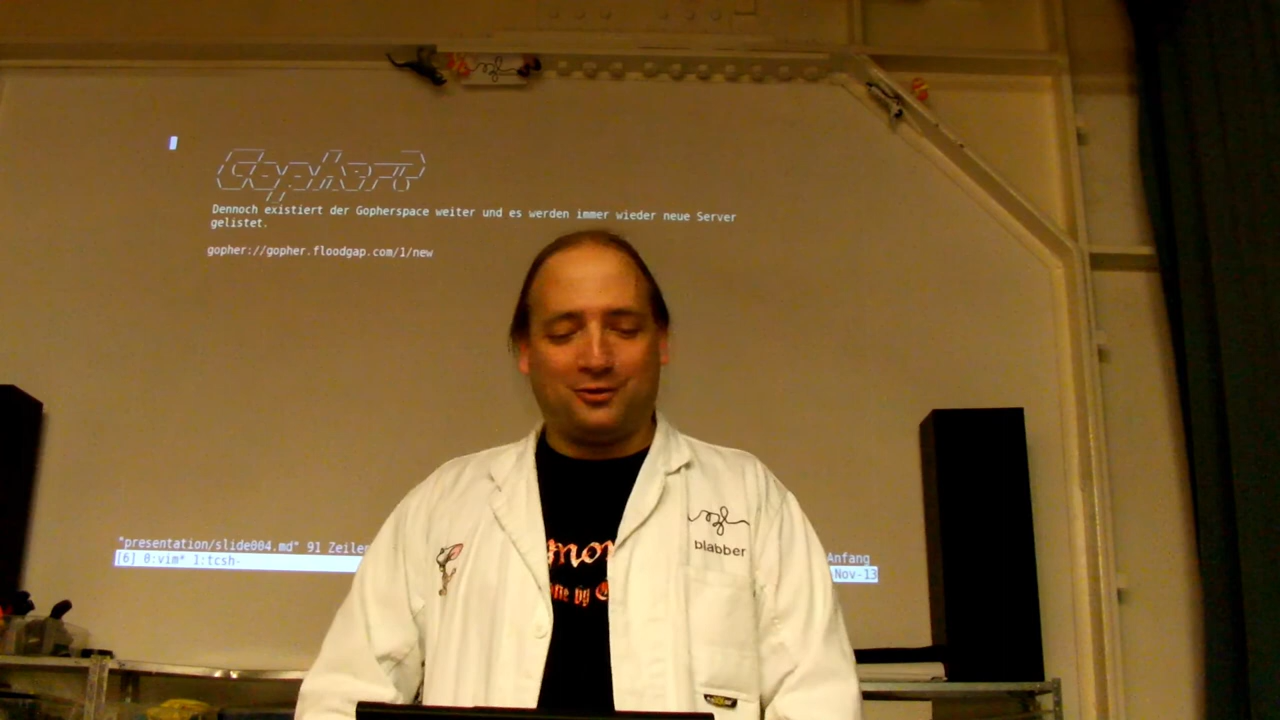 Gopher?
Dennoch existiert der Gopherspace weiter und es werden immer wieder neue Server
gelistet.
gopher://gopher.floodgap.com/1/new
blabber
"presentation/slide004.md" 91 Zeilen
Anfang
[6] 0:vim* 1:tcsh-
Nov-13
by